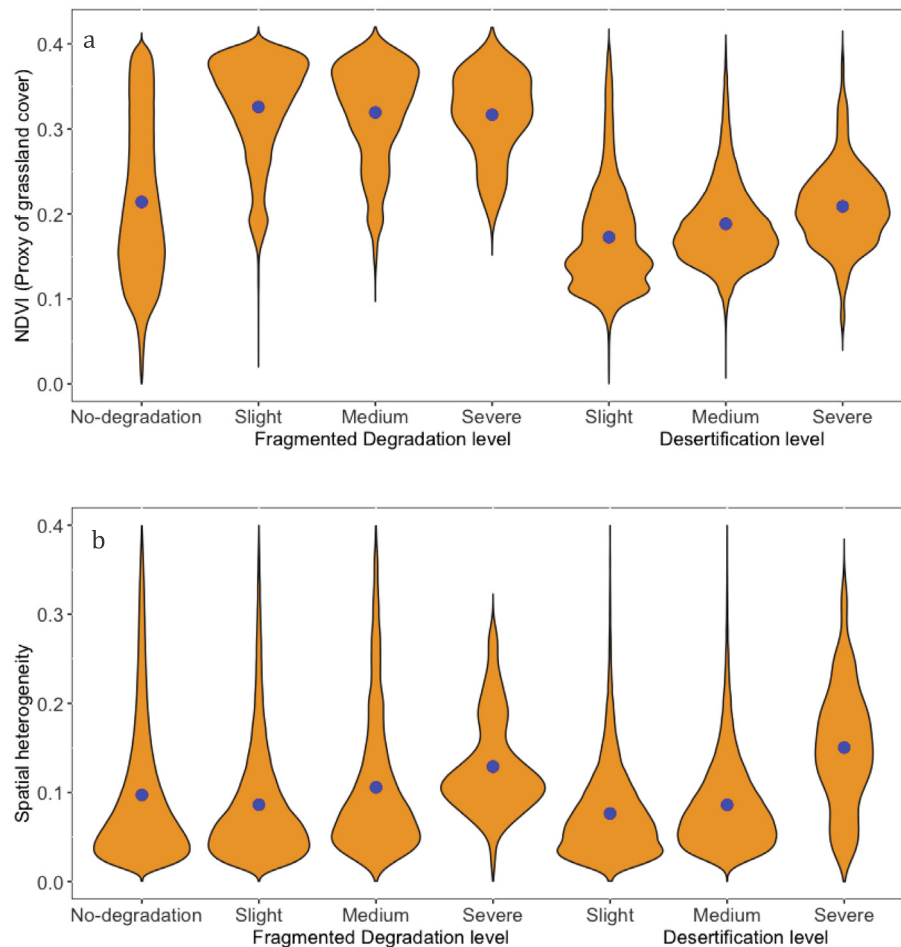 a
NDVI (Proxy of grassland cover)
0.4
0.3
0.2
0.1
0.0
No-degradation Slight Medium Severe Slight Medium Severe
Fragmented Degradation level Desertification level
b
Spatial heterogeneity
0.4
0.3
0.2
0.1
0.0
No-degradation Slight Medium Severe Slight Medium Severe
Fragmented Degradation level Desertification level